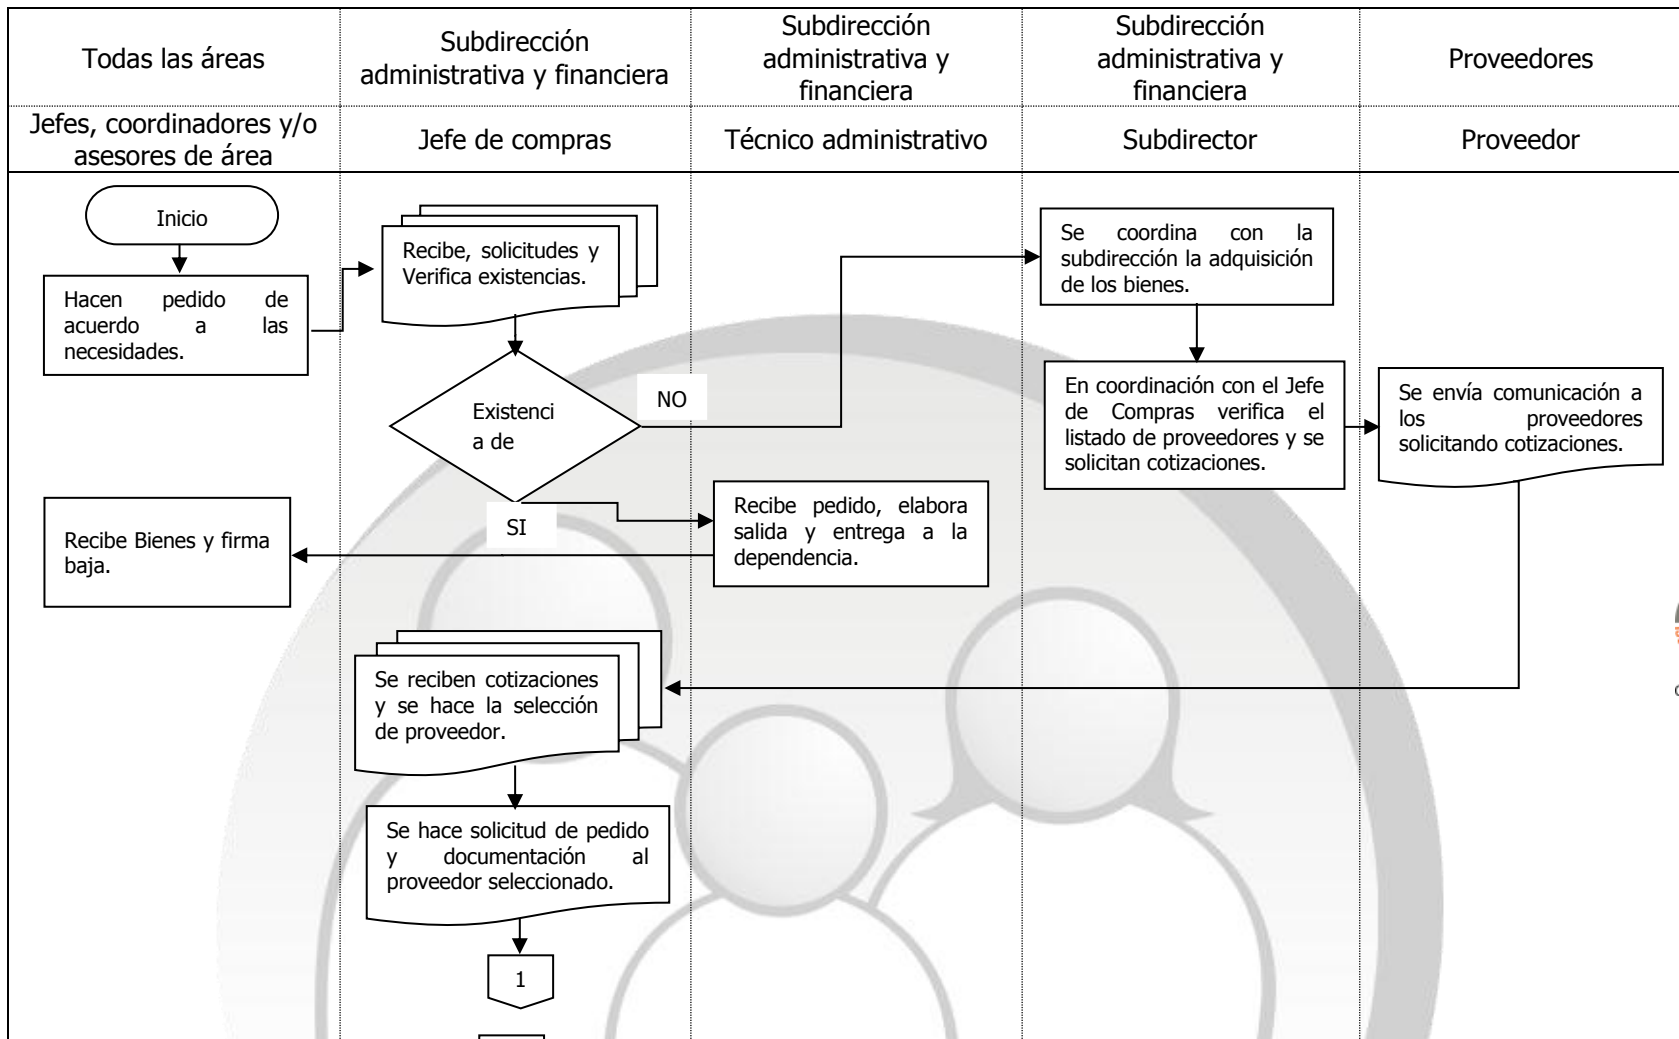 Todas las áreas
Subdirección
administrativa y financiera
Subdirección
administrativa y
financiera
Subdirección
administrativa y
financiera
Proveedores
Jefes, coordinadores y/o
asesores de área
Jefe de compras
Técnico administrativo
Subdirector
Proveedor
Inicio
Hacen pedido de
acuerdo a las
necesidades.
Recibe, solicitudes y
Verifica existencias.
Se coordina con la
subdirección la adquisición
de los bienes.
Existenci
a de
NO
SI
En coordinación con el Jefe
de Compras verifica el
listado de proveedores y se
solicitan cotizaciones.
Se envía comunicación a
los proveedores
solicitando cotizaciones.
Recibe pedido, elabora
salida y entrega a la
dependencia.
Recibe Bienes y firma
baja.
Se reciben cotizaciones
y se hace la selección
de proveedor.
Se hace solicitud de pedido
y documentación al
proveedor seleccionado.
1